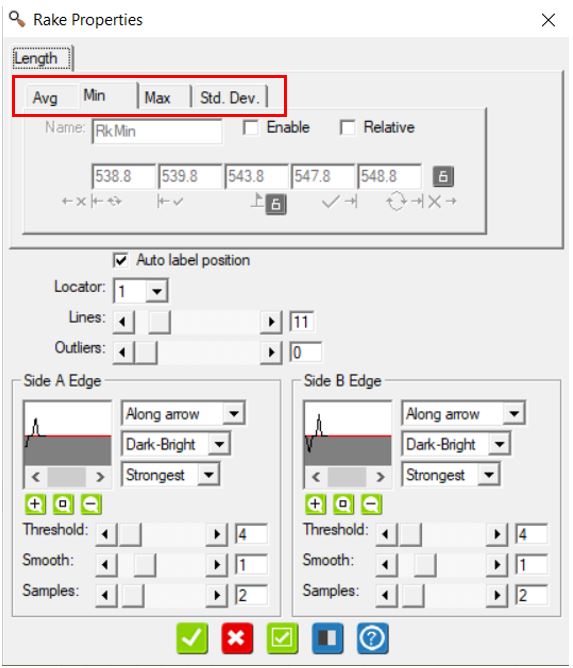 Rake Properties
Length
Avg Min Max Std. Dev.
Name: RkMin Enable Relative
538.8 539.8 543.8 547.8 548.8
Auto label position
Locator: 1
Lines: 11
Outliers: 0
Side A Edge Side B Edge
Along arrow Along arrow
Dark-Bright Dark-Bright
Strongest Strongest
Threshold: 4 Threshold: 4
Smooth: 1 Smooth: 1
Samples: 2 Samples: 2